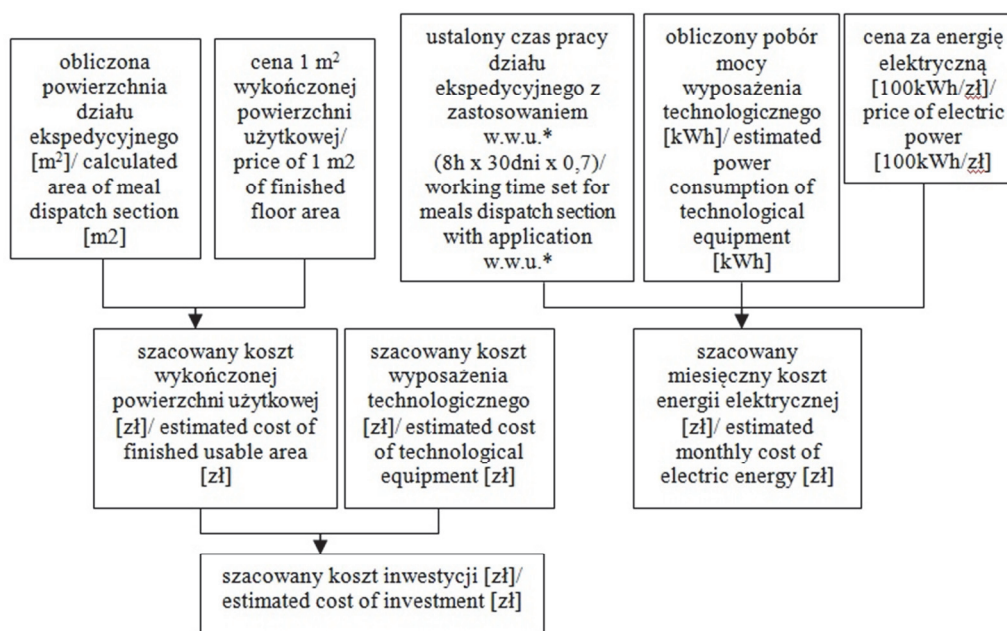 obliczona
powierzchnia
działu
ekspedycyjnego
[m²]/ calculated
area of meal
dispatch section
[m2]
cena 1 m²
wykończonej
powierzchni
użytkowej/
price of 1 m2
of finished
floor area
ustalony czas pracy
działu
ekspedycyjnego z
zastosowaniem
w.w.u.*
(8h x 30dni x 0,7)/
working time set for
meals dispatch section
with application
w.w.u.*
obliczony pobór
mocy
wyposażenia
technologicznego
[kWh]/ estimated
power
consumption of
technological
equipment
[kWh]
cena za energię
elektryczną
[100kWh/zł]/
price of electric
power
[100kWh/zł]
szacowany koszt
wykończonej
powierzchni użytkowej
[zł]/ estimated cost of
finished usable area
[zł]
szacowany koszt
wyposażenia
technologicznego
[zł]/ estimated cost
of technological
equipment [zł]
szacowany
miesięczny koszt
energii elektrycznej
[zł]/ estimated
monthly cost of
electric energy [zł]
szacowany koszt inwestycji [zł]/
estimated cost of investment [zł]